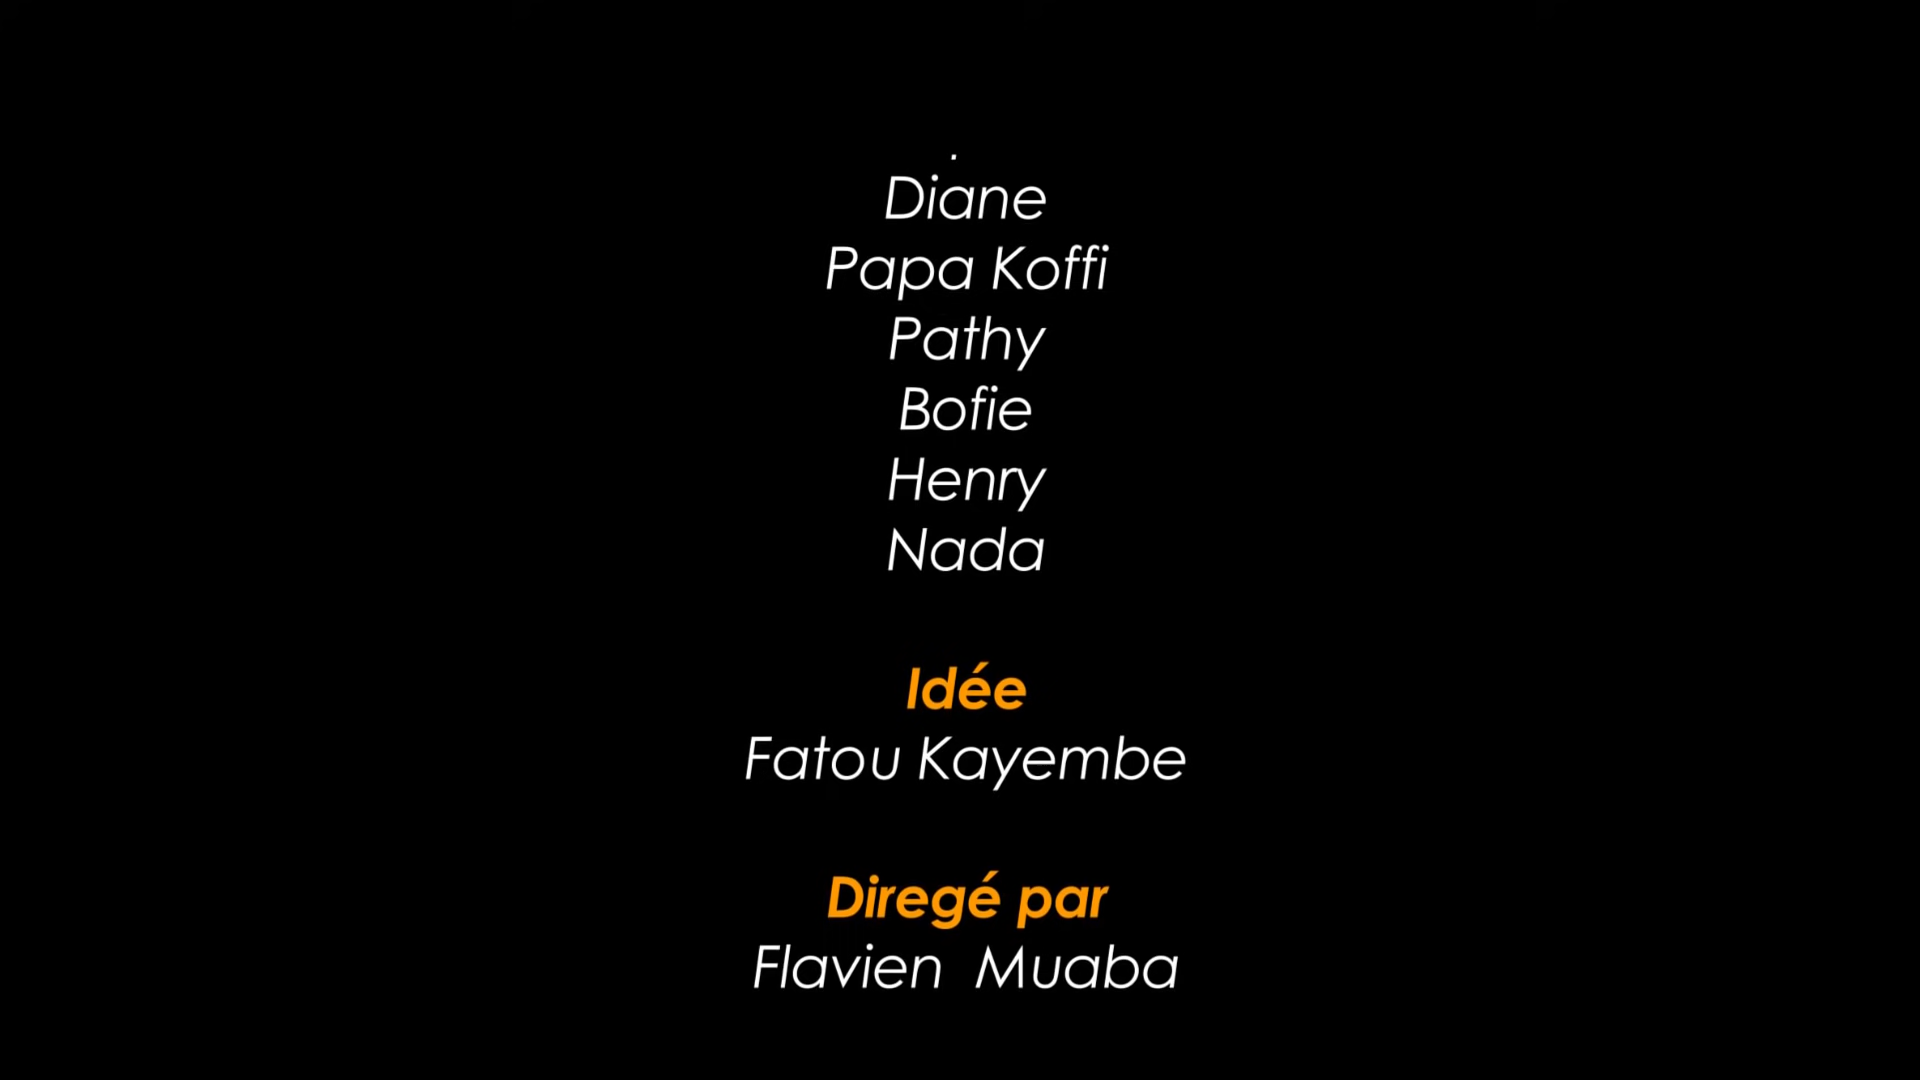 Diane
Papa Koffi
Pathy
Bofie
Henry
Nada
Idée
Fatou Kayembe
Diregé par
Flavien Muaba